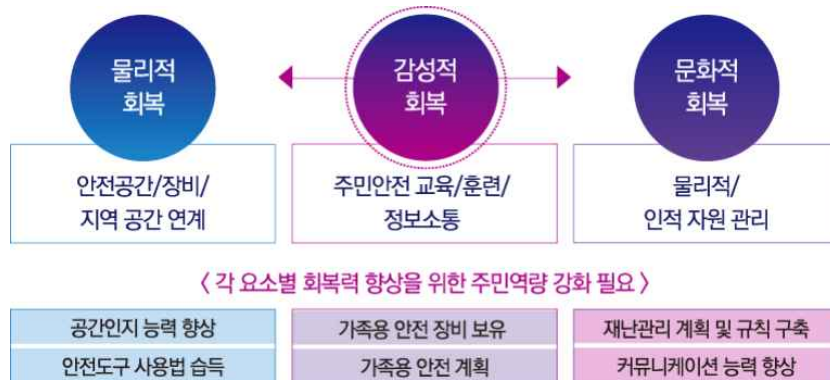 물리적
회복
감성적
회복
문화적
회복
안전공간/장비/
지역 공간 연계
주민안전 교육/훈련/
정보소통
물리적/
인적 자원 관리
< 각 요소별 회복력 향상을 위한 주민역량 강화 필요 >
공간인지 능력 향상
가족용 안전 장비 보유
재난관리 계획 및 규칙 구축
안전도구 사용법 습득
가족용 안전 계획
커뮤니케이션 능력 향상